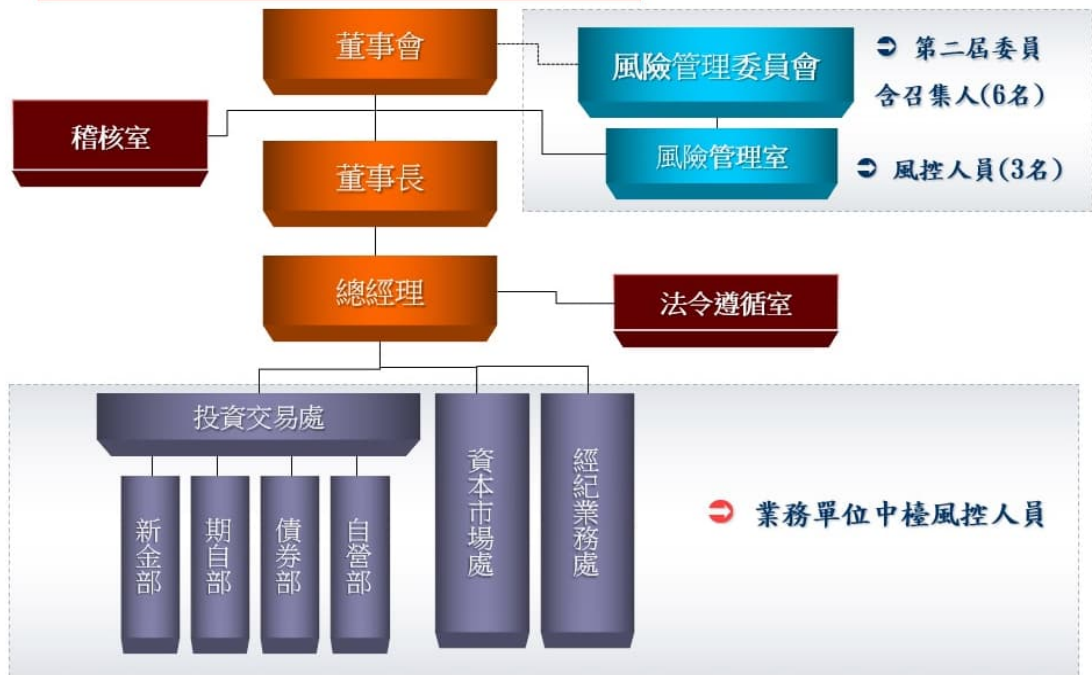 董事會
風險管理委員會
➲ 第二屆委員
含召集人(6名)
稽核室
董事長
風險管理室
➲ 風控人員(3名)
總經理
法令遵循室
投資交易處
新金部
期自部
債券部
自營部
資本市場處
經紀業務處
➲ 業務單位中檯風控人員